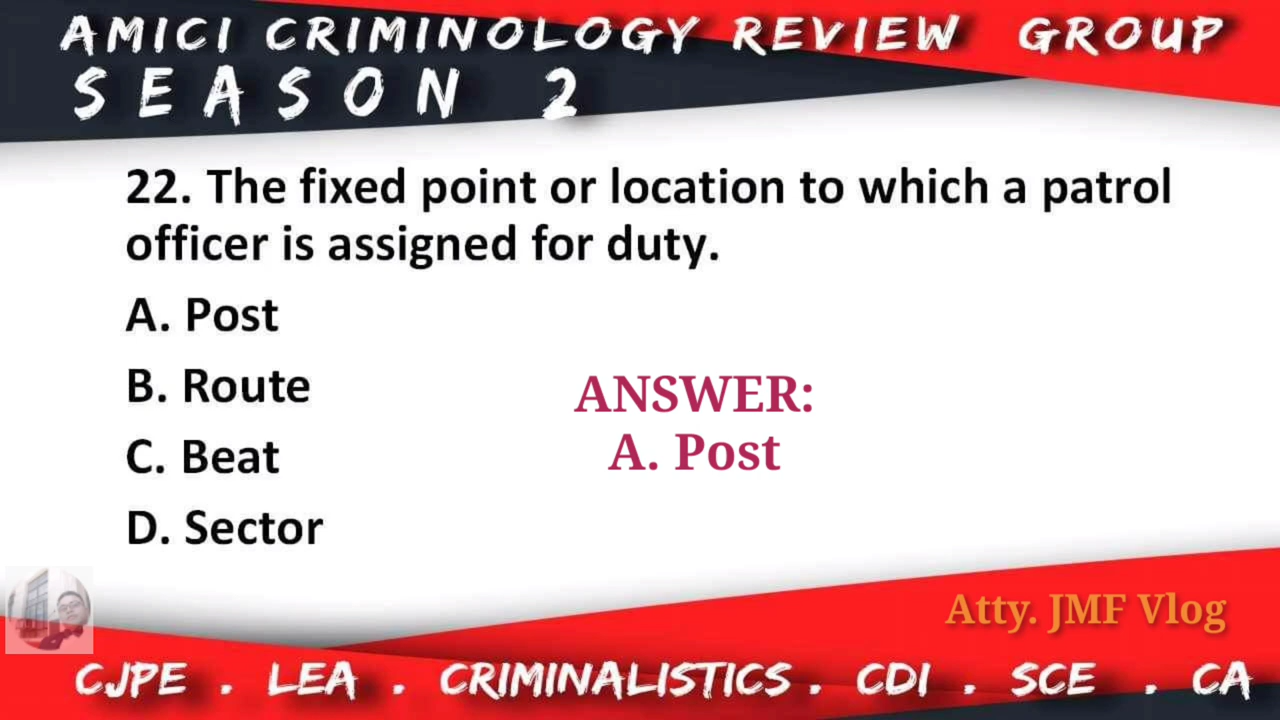 AMICI CRIMINOLOGY REVIEW GROUP
SEASON 2
22. The fixed point or location to which a patrol
officer is assigned for duty.
A. Post
B. Route
C. Beat
D. Sector
ANSWER:
A. Post
Atty. JMF Vlog
CJPE . LEA . CRIMINALISTICS . CDI . SCE . CA